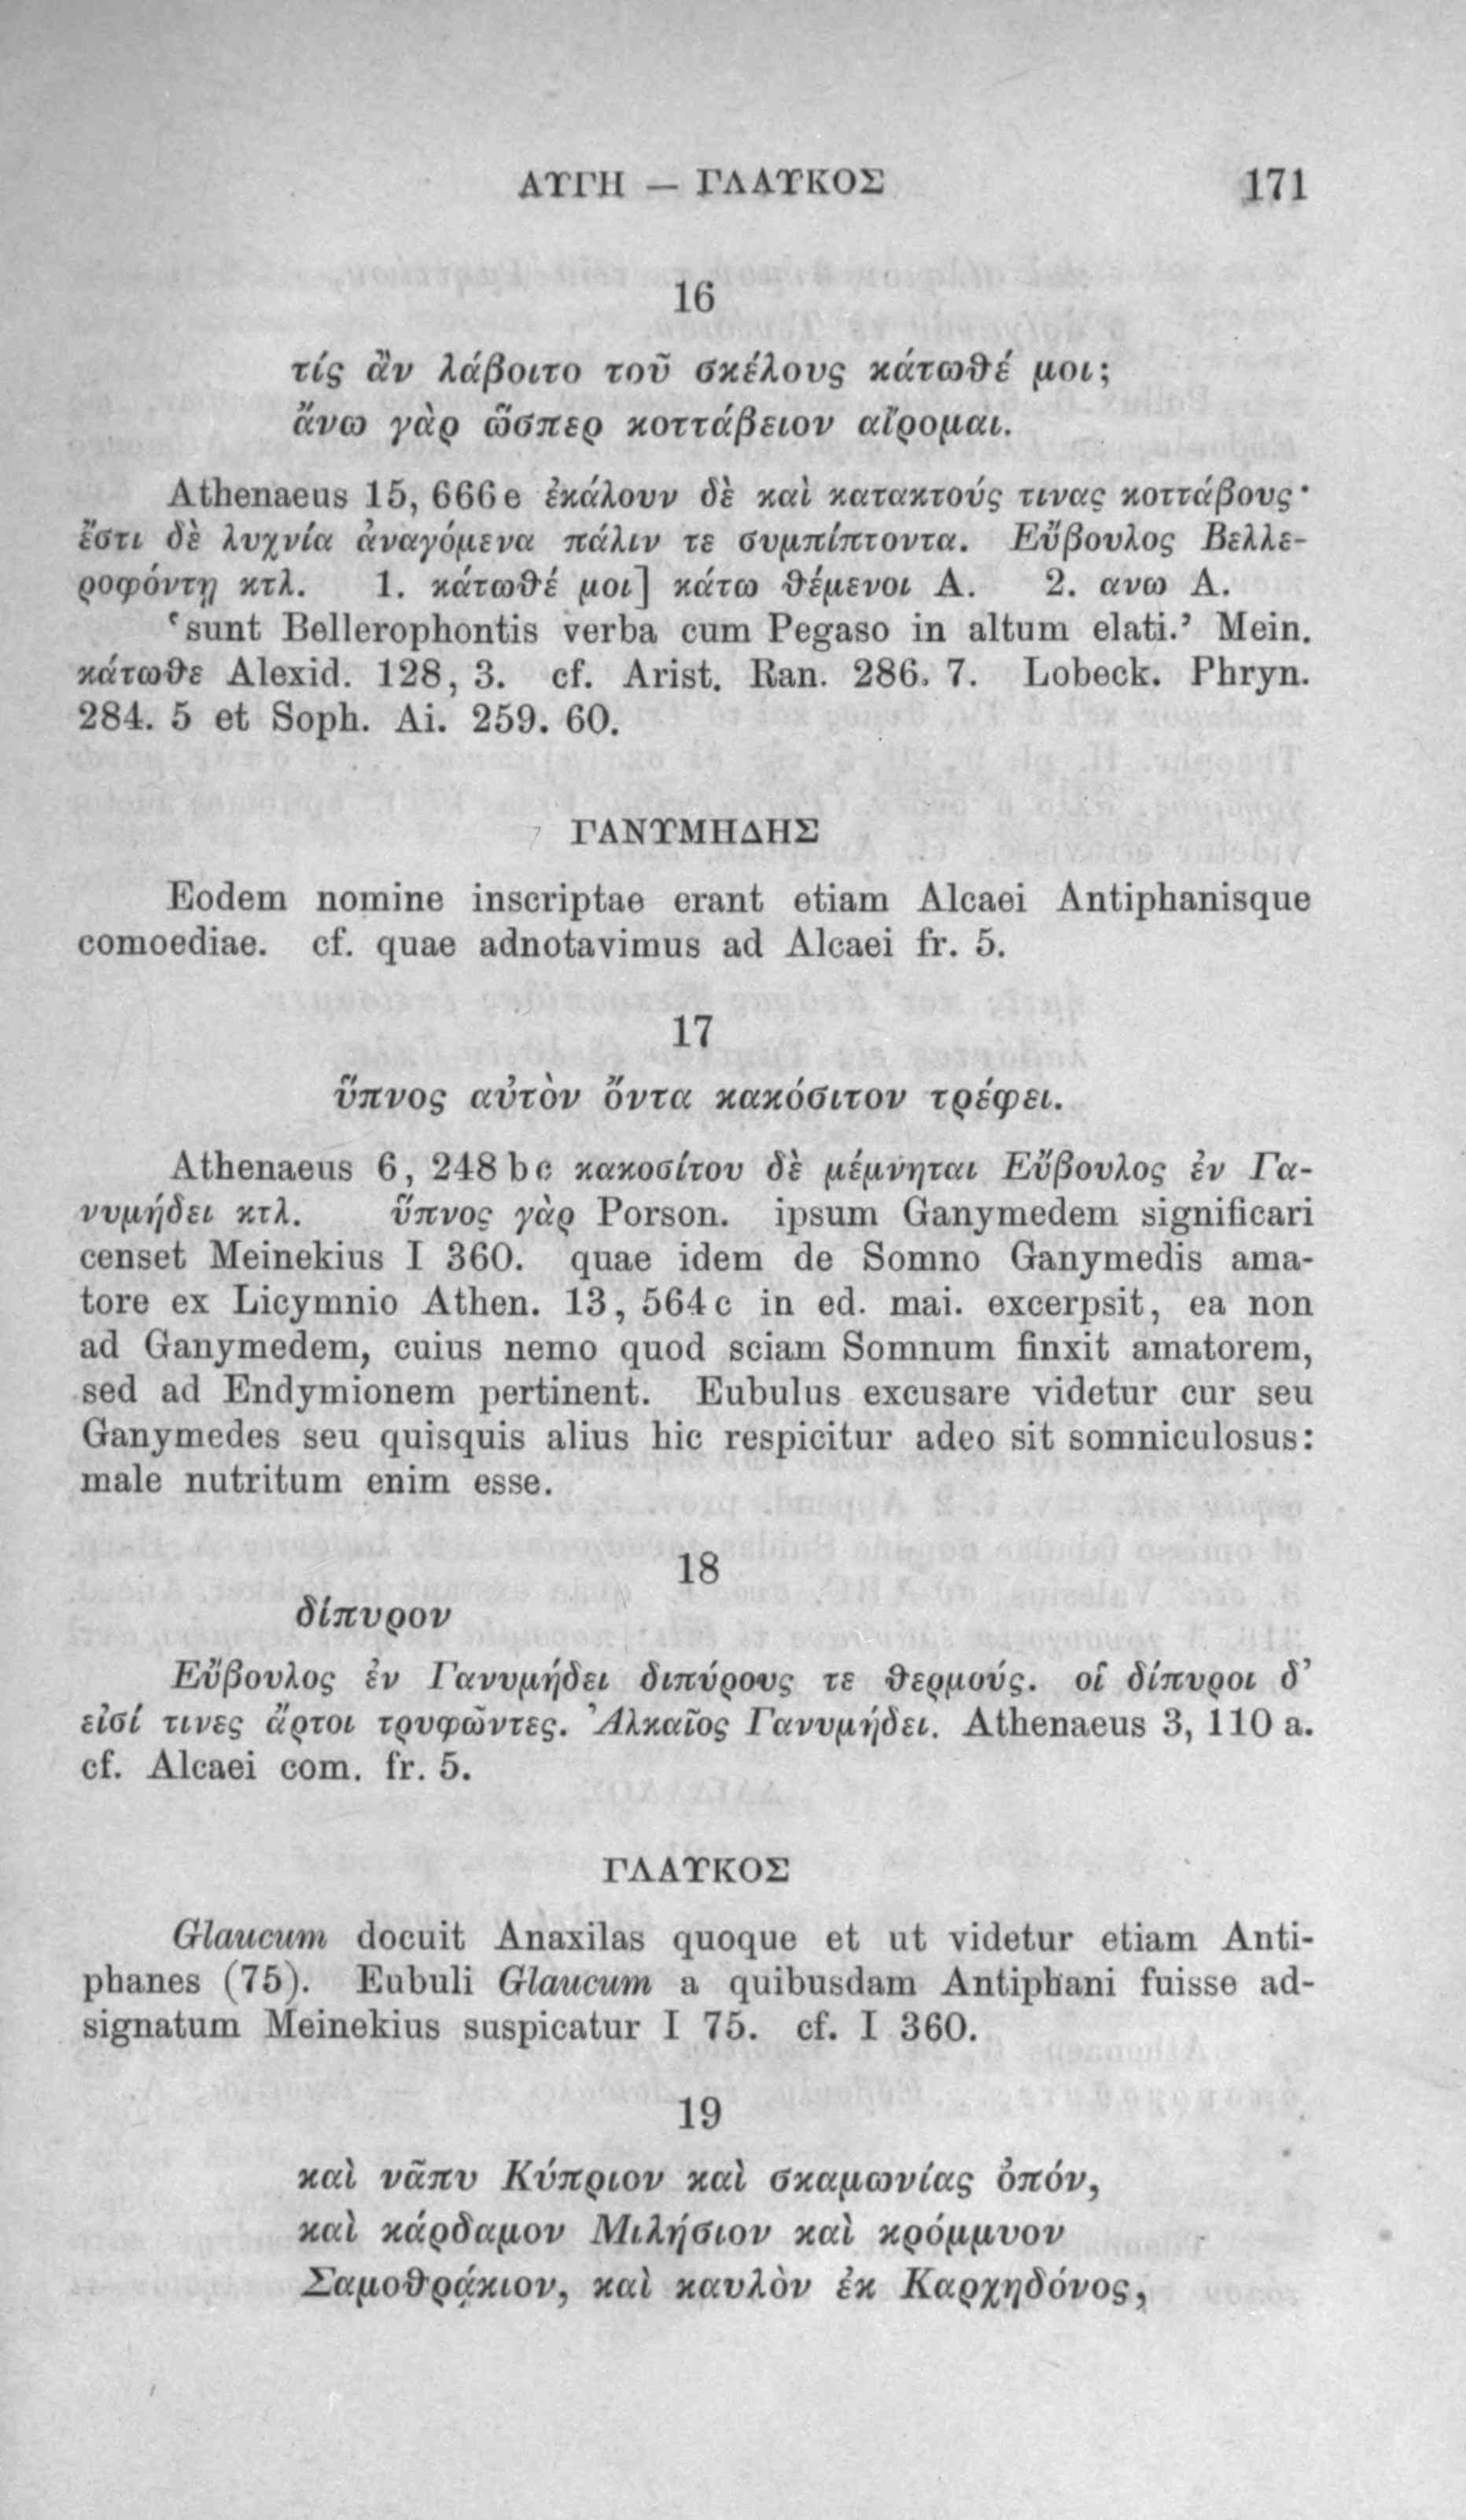 ΑΥΓΗ — ΓΛΑΥΚΟΣ 171
16
τίς ἂν λάβοιτο τοῦ σκέλους κάτωθέ μοι;
ἄνω γὰρ ὥσπερ κοττάβειον αἴρομαι.
Athenaeus 15, 666 e ἐκάλουν δὲ καὶ κατακτούς τινας κοττάβους·
ἔστι δὲ λυχνία ἀναγόμενα πάλιν τε συμπίπτοντα. Εὔβουλος Βελλε-
ροφόντῃ κτλ. 1. κάτωθέ μοι] κάτω θέμενοι A. 2. ανω A.
‘sunt Bellerophontis verba cum Pegaso in altum elati.’ Mein.
κάτωθε Alexid. 128, 3. cf. Arist. Ran. 286. 7. Lobeck. Phryn.
284. 5 et Soph. Ai. 259. 60.
ΓΑΝΥΜΗΔΗΣ
Eodem nomine inscriptae erant etiam Alcaei Antiphanisque
comoediae. cf. quae adnotavimus ad Alcaei fr. 5.
17
ὕπνος αὐτὸν ὄντα κακόσιτον τρέφει.
Athenaeus 6, 248 b c κακοσίτου δὲ μέμνηται Εὔβουλος ἐν Γα-
νυμήδει κτλ. ὕπνος γὰρ Porson. ipsum Ganymedem significari
censet Meinekius I 360. quae idem de Somno Ganymedis ama-
tore ex Licymnio Athen. 13, 564 c in ed. mai. excerpsit, ea non
ad Ganymedem, cuius nemo quod sciam Somnum finxit amatorem,
sed ad Endymionem pertinent. Eubulus excusare videtur cur seu
Ganymedes seu quisquis alius hic respicitur adeo sit somniculosus:
male nutritum enim esse.
18
δίπυρον
Εὔβουλος ἐν Γανυμήδει διπύρους τε θερμούς. οἱ δίπυροι δ’
εἰσί τινες ἄρτοι τρυφῶντες. Ἀλκαῖος Γανυμήδει. Athenaeus 3, 110 a.
cf. Alcaei com. fr. 5.
ΓΛΑΥΚΟΣ
Glaucum docuit Anaxilas quoque et ut videtur etiam Anti-
phanes (75). Eubuli Glaucum a quibusdam Antiphani fuisse ad-
signatum Meinekius suspicatur I 75. cf. I 360.
19
καὶ νᾶπυ Κύπριον καὶ σκαμωνίας ὀπόν,
καὶ κάρδαμον Μιλήσιον καὶ κρόμμυον
Σαμοθρᾴκιον, καὶ καυλὸν ἐκ Καρχηδόνος,